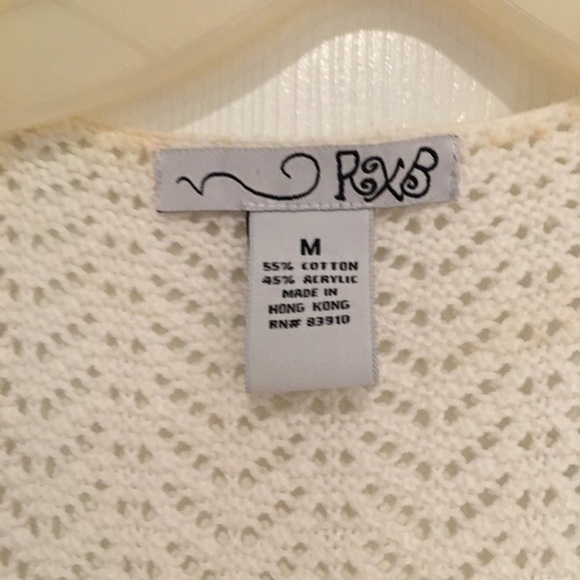 RXB
M
55% COTTON
45% ACRYLIC
MADE IN
HONG KONG
RN# 83910